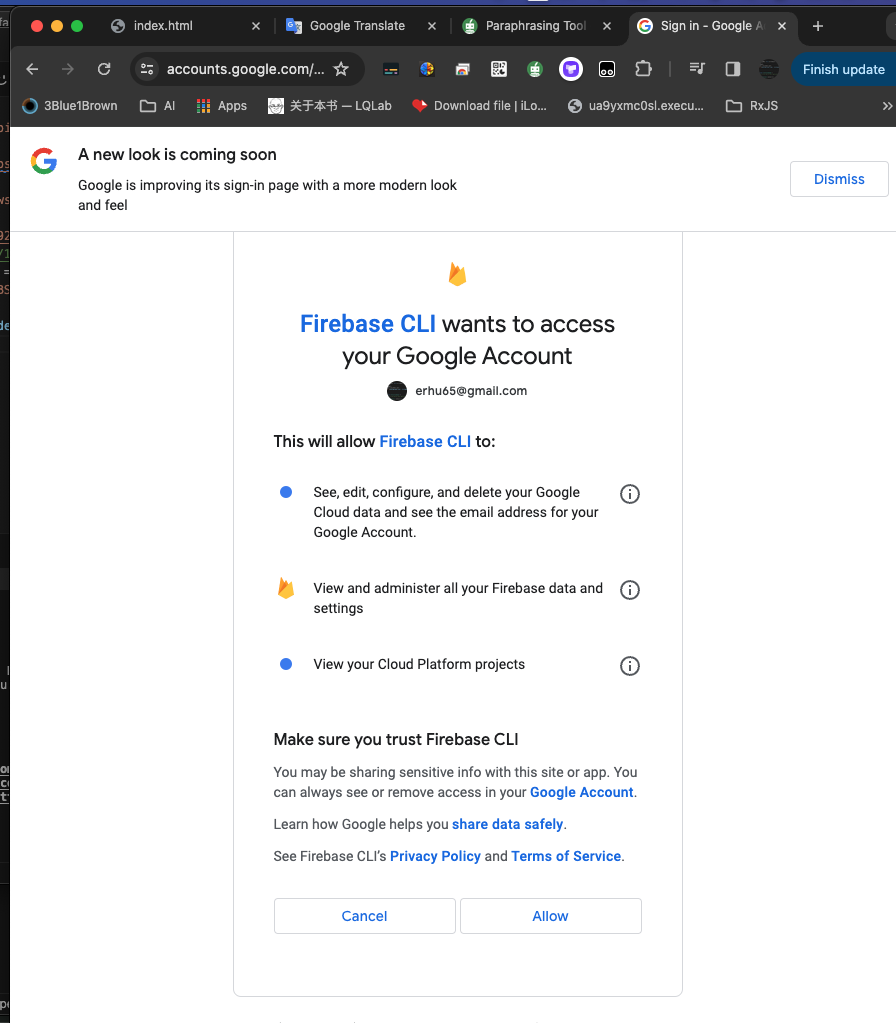 index.html
Google Translate
Paraphrasing Tool
Sign in - Google A
accounts.google.com/...
Finish update
3Blue1Brown
AI
Apps
关于本书 — LQLab
Download file | iLo...
ua9yxmc0sl.execu...
RxJS
A new look is coming soon
Google is improving its sign-in page with a more modern look
and feel
Dismiss
Firebase CLI wants to access
your Google Account
erhu65@gmail.com
This will allow Firebase CLI to:
See, edit, configure, and delete your Google
Cloud data and see the email address for your
Google Account.
View and administer all your Firebase data and
settings
View your Cloud Platform projects
Make sure you trust Firebase CLI
You may be sharing sensitive info with this site or app. You
can always see or remove access in your Google Account.
Learn how Google helps you share data safely.
See Firebase CLI's Privacy Policy and Terms of Service.
Cancel
Allow